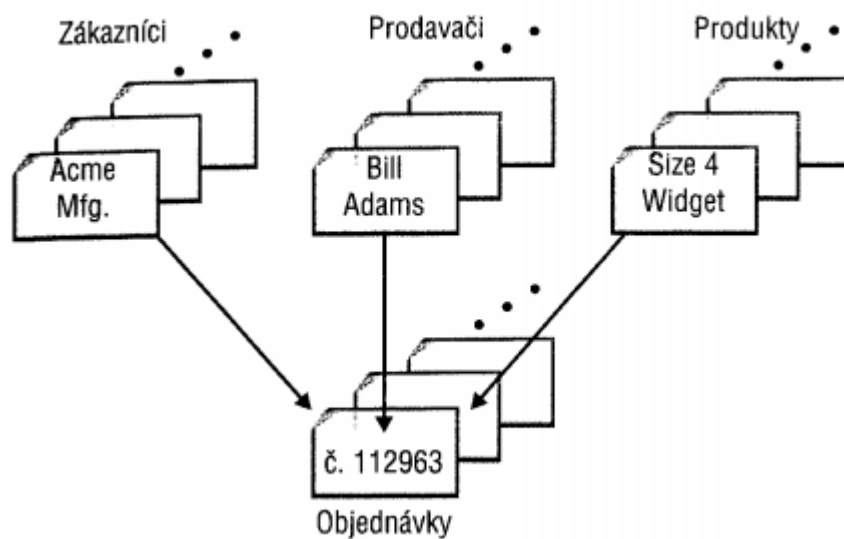 Zákazníci
Prodavači
Produkty
Acme
Mfg.
Bill
Adams
Size 4
Widget
č. 112963
Objednávky